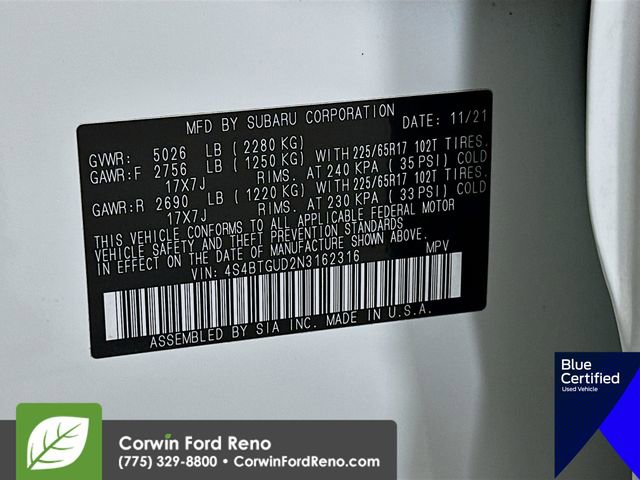 MFD BY SUBARU CORPORATION DATE: 11/21
GVWR: 5026 LB ( 2280 KG)
GAWR:F 2756 LB ( 1250 KG) WITH 225/65R17 102T TIRES.
17X7J RIMS. AT 240 KPA ( 35 PSI) COLD
GAWR:R 2690 LB ( 1220 KG) WITH 225/65R17 102T TIRES.
17X7J RIMS. AT 230 KPA ( 33 PSI) COLD
THIS VEHICLE CONFORMS TO ALL APPLICABLE FEDERAL MOTOR
VEHICLE SAFETY AND THEFT PREVENTION STANDARDS
IN EFFECT ON THE DATE OF MANUFACTURE SHOWN ABOVE.
VIN: 4S4BTGUD2N3162316 MPV
ASSEMBLED BY SIA INC. MADE IN U.S.A.
Blue
Certified
Used Vehicle
Corwin Ford Reno
(775) 329-8800 • CorwinFordReno.com